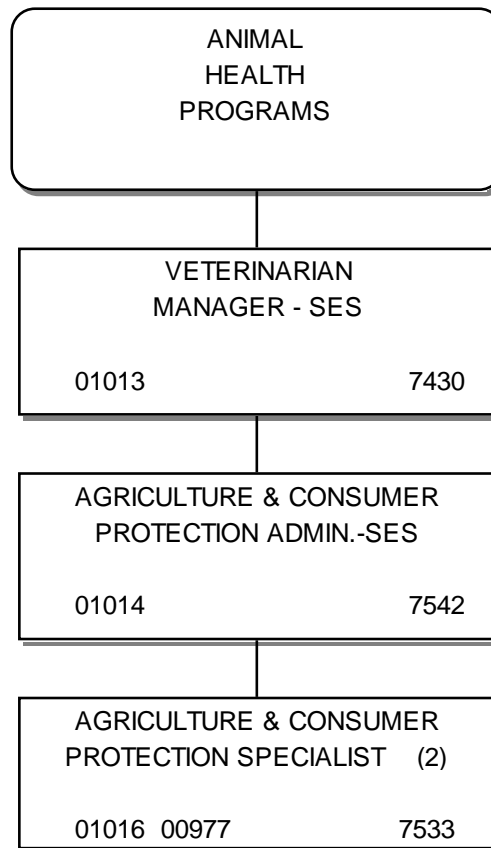 ANIMAL
HEALTH
PROGRAMS
VETERINARIAN
MANAGER - SES
01013 7430
AGRICULTURE & CONSUMER
PROTECTION ADMIN.-SES
01014 7542
AGRICULTURE & CONSUMER
PROTECTION SPECIALIST (2)
01016 00977 7533